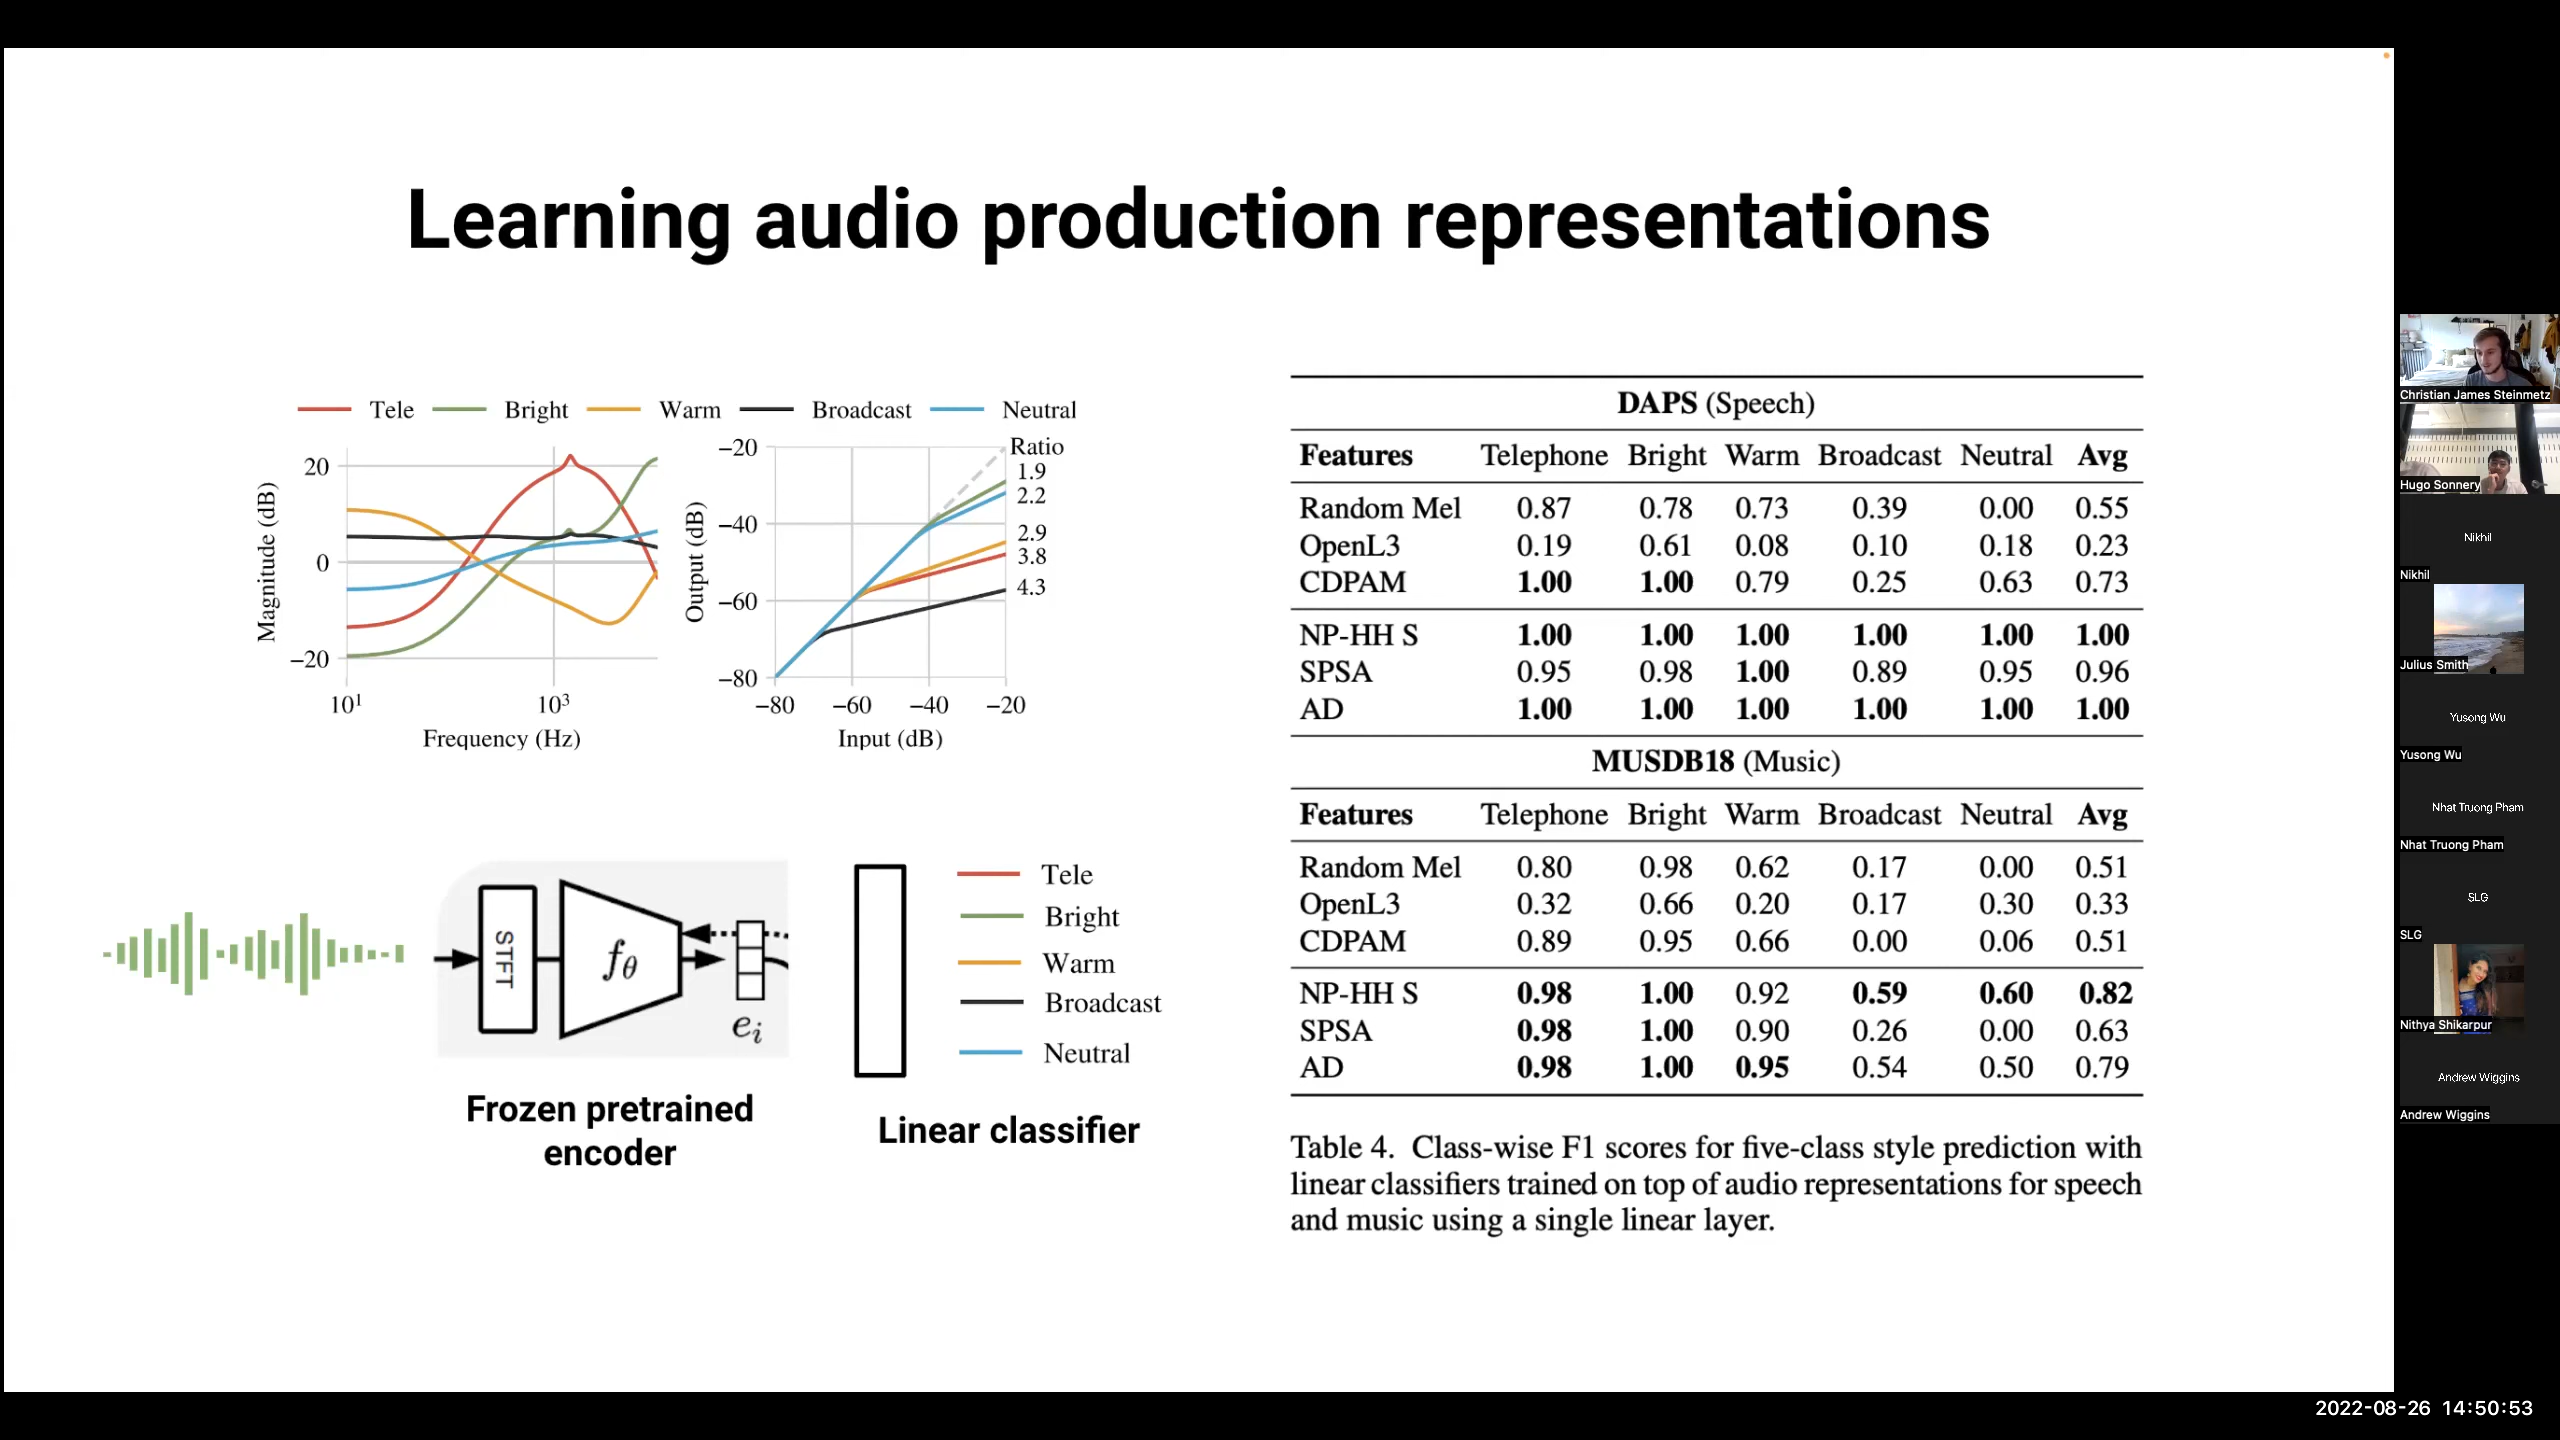 Learning audio production representations
Tele Bright Warm Broadcast Neutral
20
0
−20
Magnitude (dB)
10¹ 10³
Frequency (Hz)
−20
−40
−60
−80
Output (dB)
−80 −60 −40 −20
Input (dB)
Ratio
1.9
2.2
2.9
3.8
4.3
STFT
fθ
ei
Frozen pretrained
encoder
Tele
Bright
Warm
Broadcast
Neutral
Linear classifier
DAPS (Speech)
Features Telephone Bright Warm Broadcast Neutral Avg
Random Mel 0.87 0.78 0.73 0.39 0.00 0.55
OpenL3 0.19 0.61 0.08 0.10 0.18 0.23
CDPAM 1.00 1.00 0.79 0.25 0.63 0.73
NP-HH S 1.00 1.00 1.00 1.00 1.00 1.00
SPSA 0.95 0.98 1.00 0.89 0.95 0.96
AD 1.00 1.00 1.00 1.00 1.00 1.00
MUSDB18 (Music)
Features Telephone Bright Warm Broadcast Neutral Avg
Random Mel 0.80 0.98 0.62 0.17 0.00 0.51
OpenL3 0.32 0.66 0.20 0.17 0.30 0.33
CDPAM 0.89 0.95 0.66 0.00 0.06 0.51
NP-HH S 0.98 1.00 0.92 0.59 0.60 0.82
SPSA 0.98 1.00 0.90 0.26 0.00 0.63
AD 0.98 1.00 0.95 0.54 0.50 0.79
Table 4. Class-wise F1 scores for five-class style prediction with
linear classifiers trained on top of audio representations for speech
and music using a single linear layer.
Christian James Steinmetz
Hugo Sonnery
Nikhil
Nikhil
Julius Smith
Yusong Wu
Yusong Wu
Nhat Truong Pham
Nhat Truong Pham
SLG
SLG
Nithya Shikarpur
Andrew Wiggins
Andrew Wiggins
2022-08-26 14:50:53